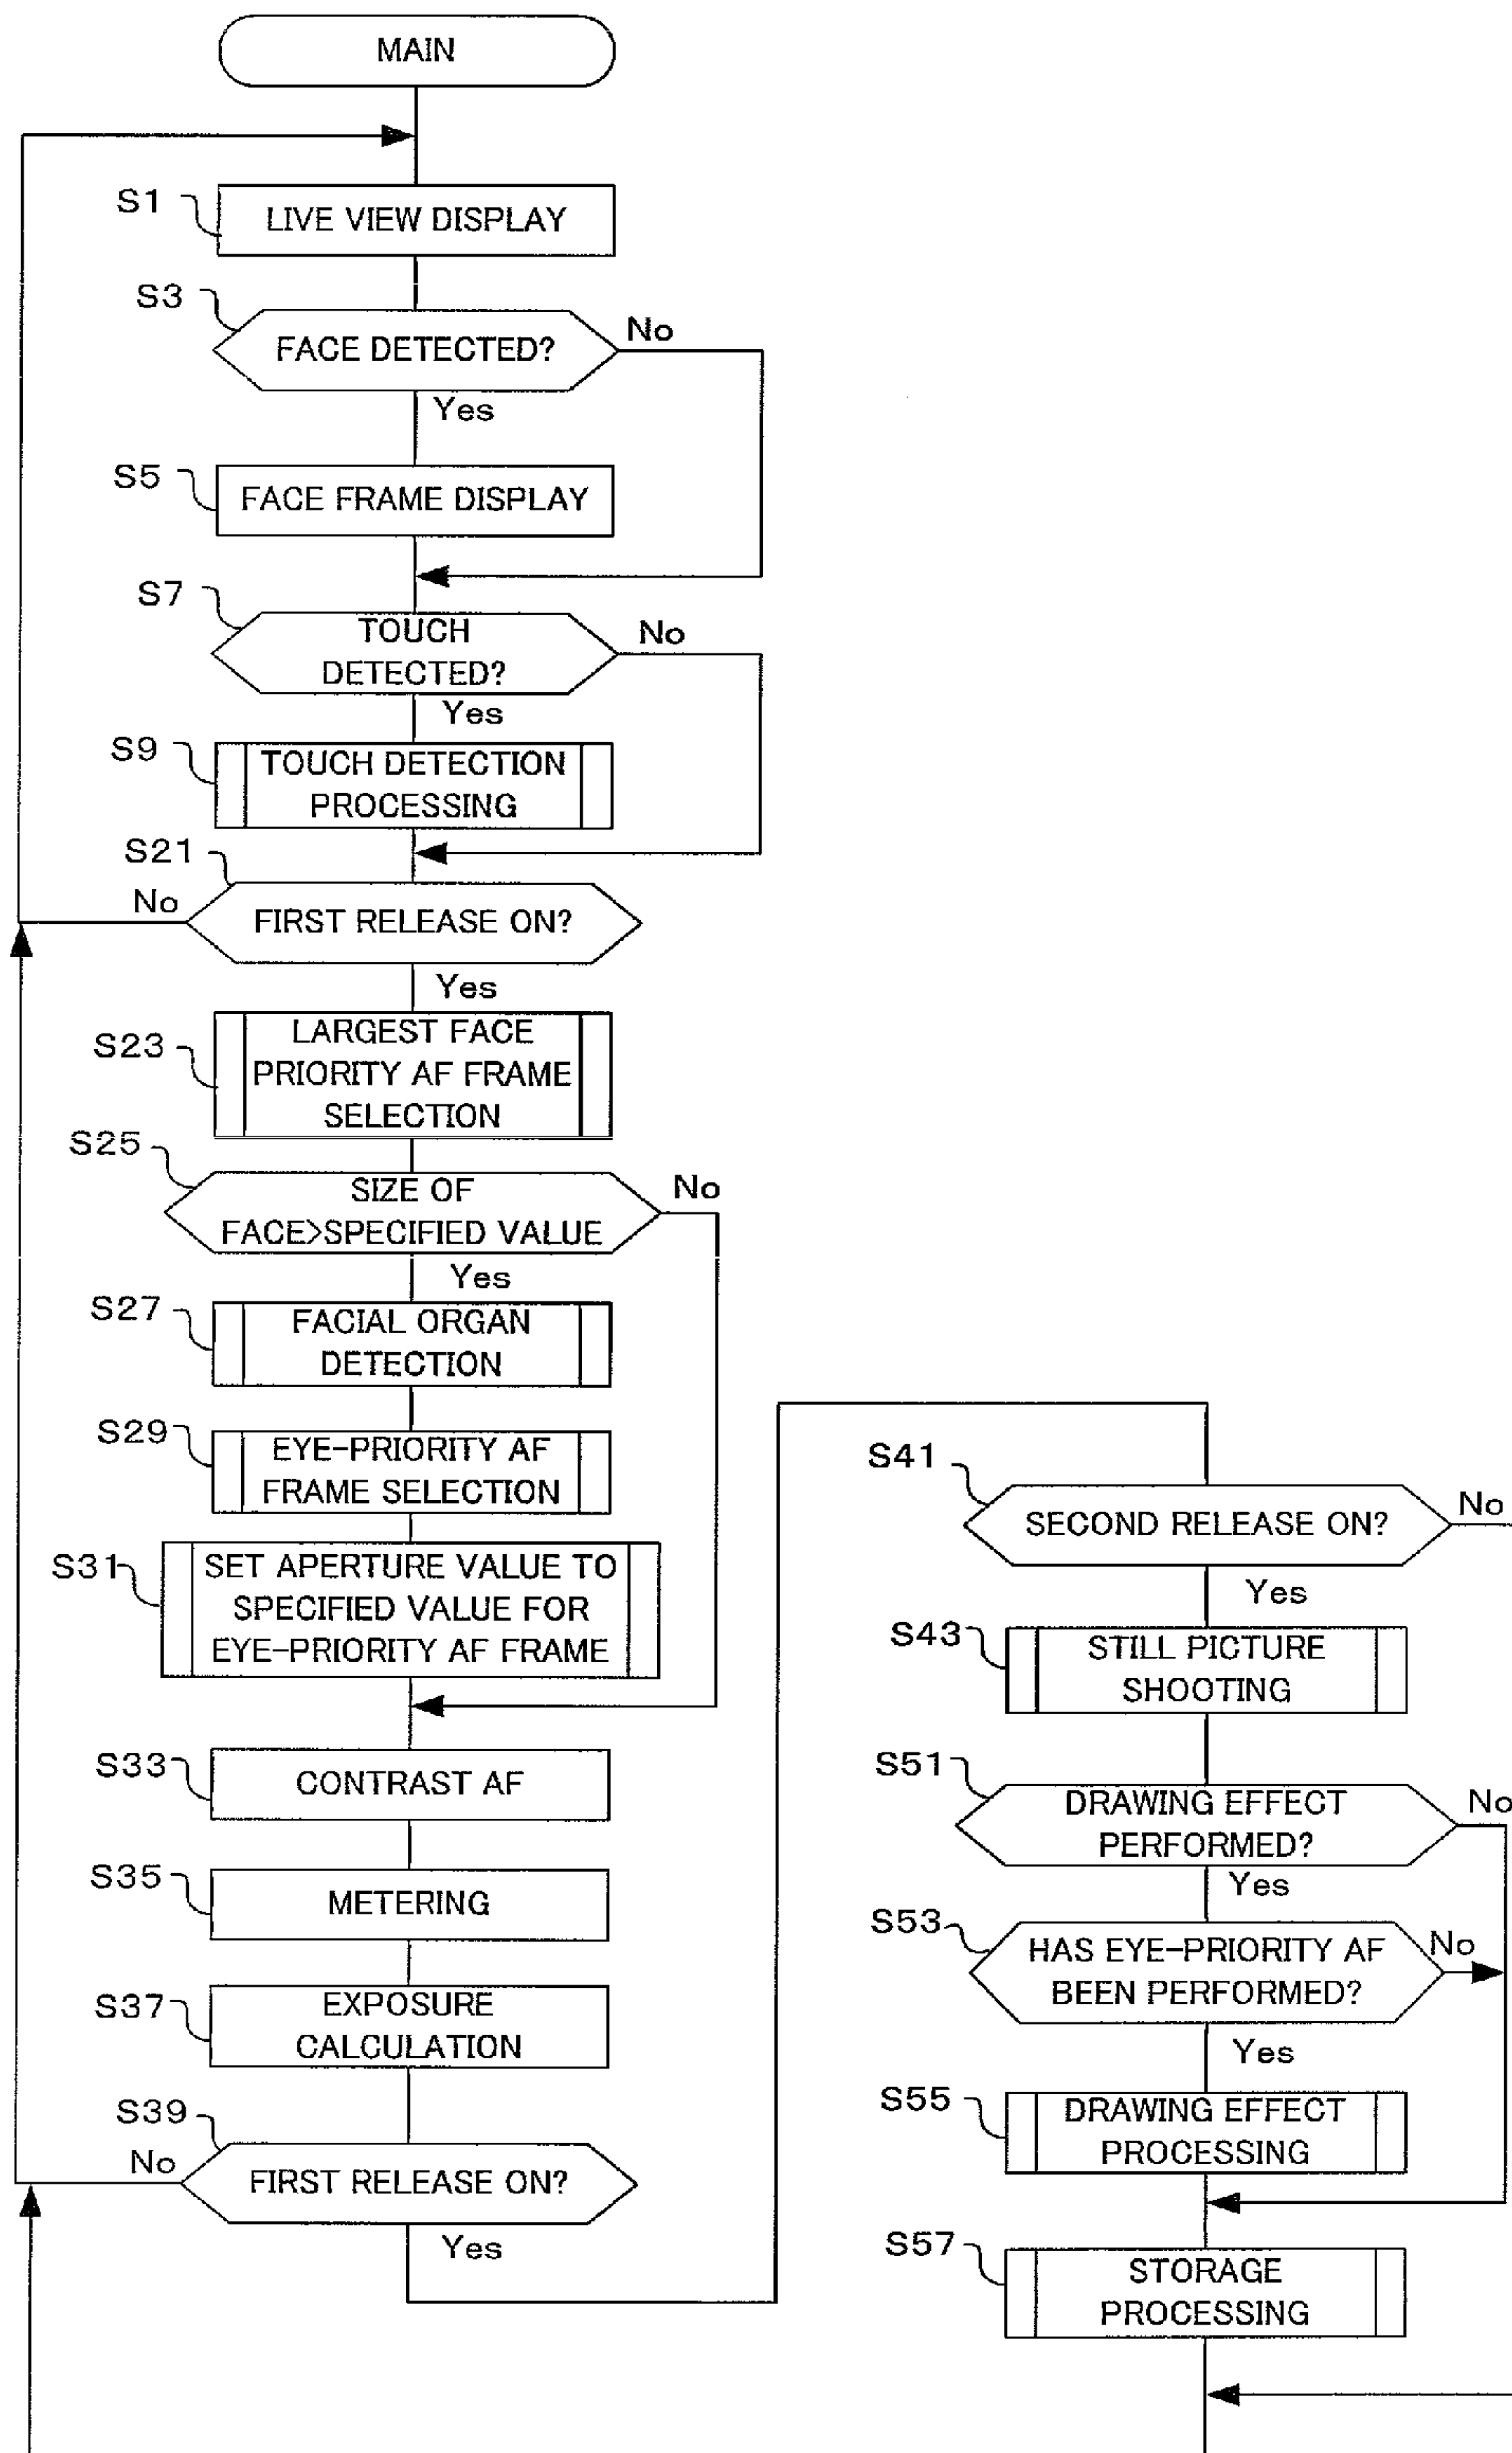 MAIN
S1
LIVE VIEW DISPLAY
S3
FACE DETECTED?
No
Yes
S5
FACE FRAME DISPLAY
S7
TOUCH
DETECTED?
No
Yes
S9
TOUCH DETECTION
PROCESSING
S21
No
FIRST RELEASE ON?
Yes
S23
LARGEST FACE
PRIORITY AF FRAME
SELECTION
S25
SIZE OF
FACE>SPECIFIED VALUE
No
Yes
S27
FACIAL ORGAN
DETECTION
S29
EYE-PRIORITY AF
FRAME SELECTION
S31
SET APERTURE VALUE TO
SPECIFIED VALUE FOR
EYE-PRIORITY AF FRAME
S33
CONTRAST AF
S35
METERING
S37
EXPOSURE
CALCULATION
S39
No
FIRST RELEASE ON?
Yes
S41
SECOND RELEASE ON?
No
Yes
S43
STILL PICTURE
SHOOTING
S51
DRAWING EFFECT
PERFORMED?
No
Yes
S53
HAS EYE-PRIORITY AF
BEEN PERFORMED?
No
Yes
S55
DRAWING EFFECT
PROCESSING
S57
STORAGE
PROCESSING